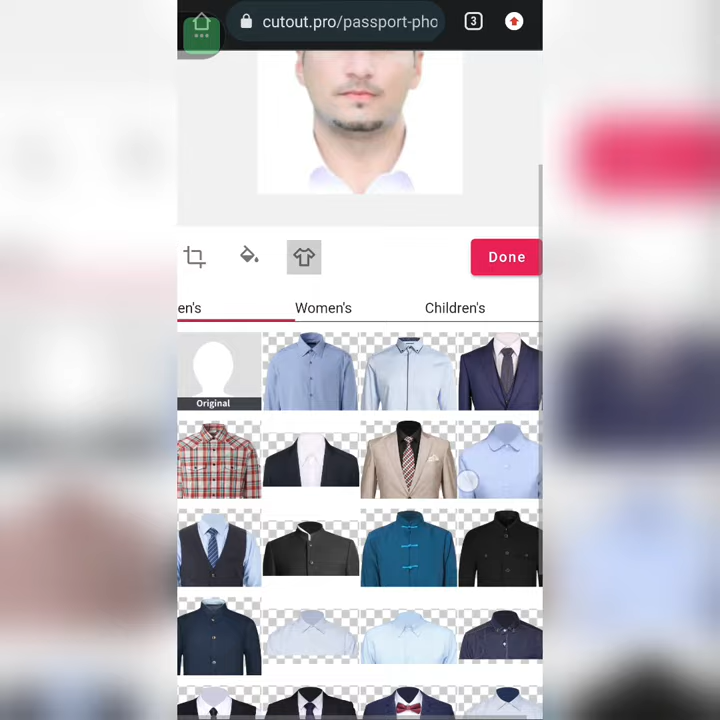 cutout.pro/passport-pho
3
Done
en's
Women's
Children's
Original